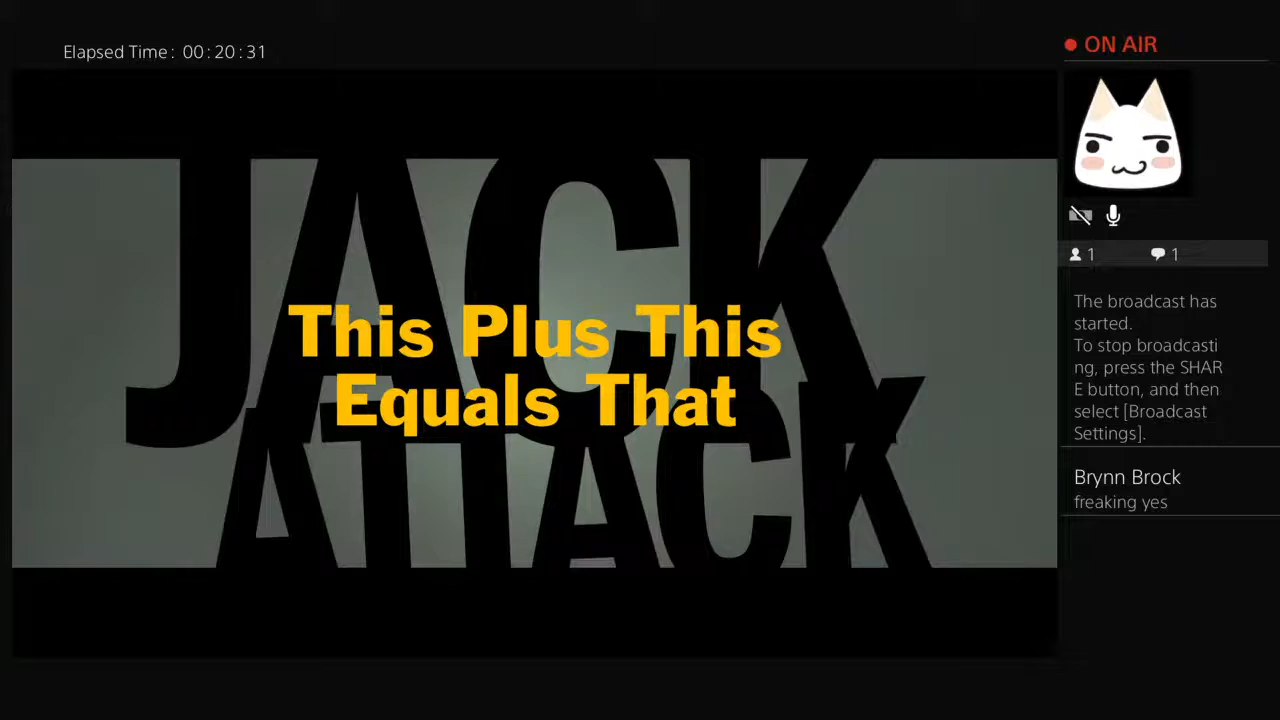 Elapsed Time: 00:20:31
ON AIR
JACK
ATTACK
This Plus This
Equals That
1 1
The broadcast has
started.
To stop broadcasti
ng, press the SHAR
E button, and then
select [Broadcast
Settings].
Brynn Brock
freaking yes